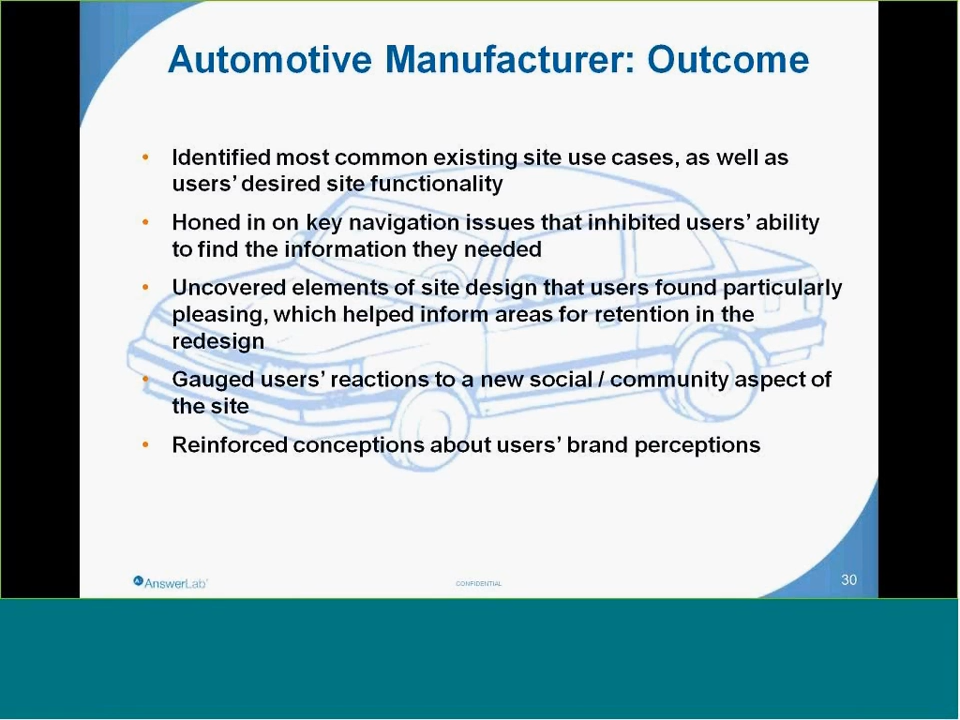 Automotive Manufacturer: Outcome
• Identified most common existing site use cases, as well as
users’ desired site functionality
• Honed in on key navigation issues that inhibited users’ ability
to find the information they needed
• Uncovered elements of site design that users found particularly
pleasing, which helped inform areas for retention in the
redesign
• Gauged users’ reactions to a new social / community aspect of
the site
• Reinforced conceptions about users’ brand perceptions
AnswerLab
CONFIDENTIAL
30